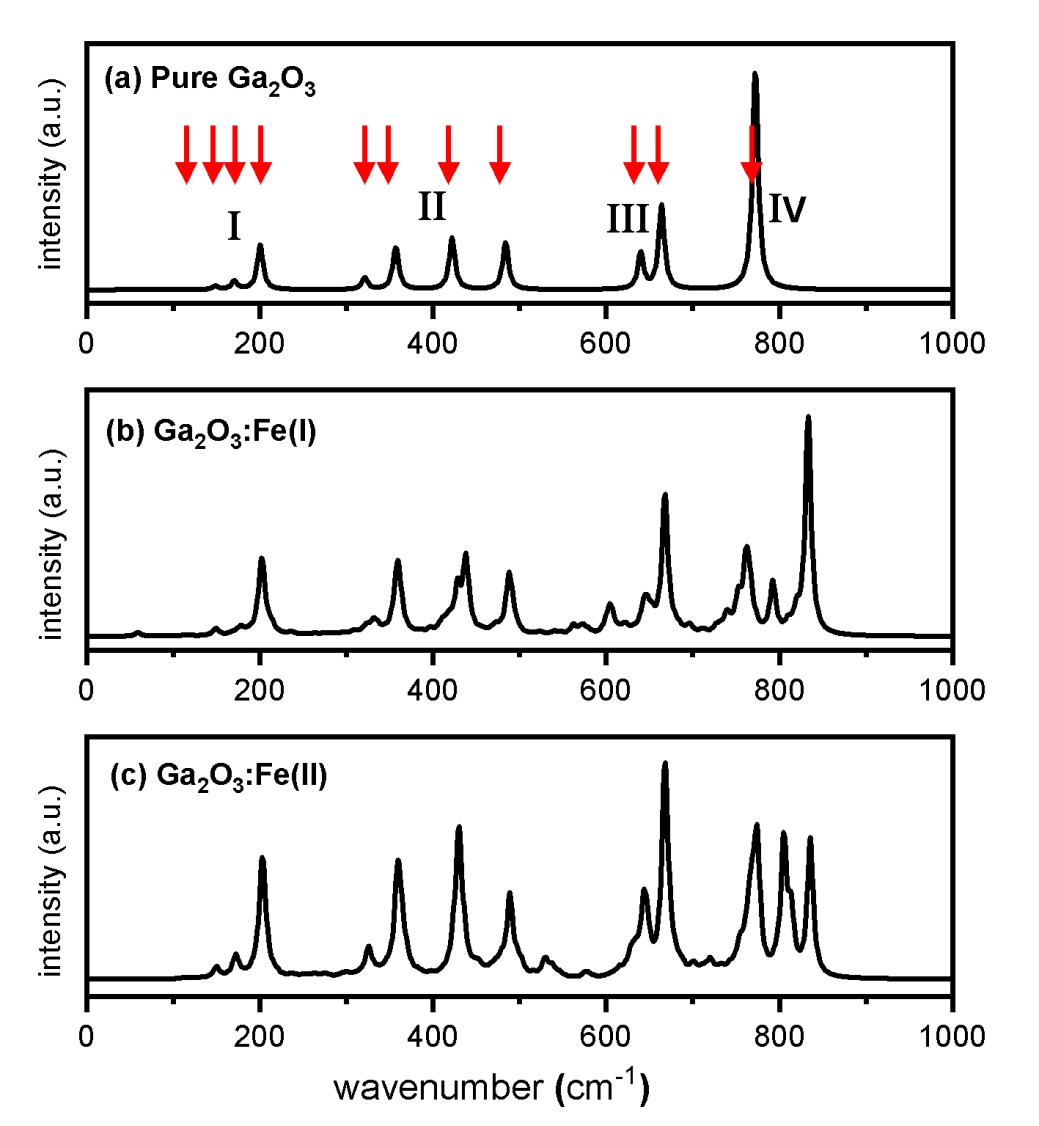 (a) Pure Ga₂O₃
intensity (a.u.)
I
II
III
IV
0 200 400 600 800 1000
(b) Ga₂O₃:Fe(I)
intensity (a.u.)
0 200 400 600 800 1000
(c) Ga₂O₃:Fe(II)
intensity (a.u.)
0 200 400 600 800 1000
wavenumber (cm⁻¹)